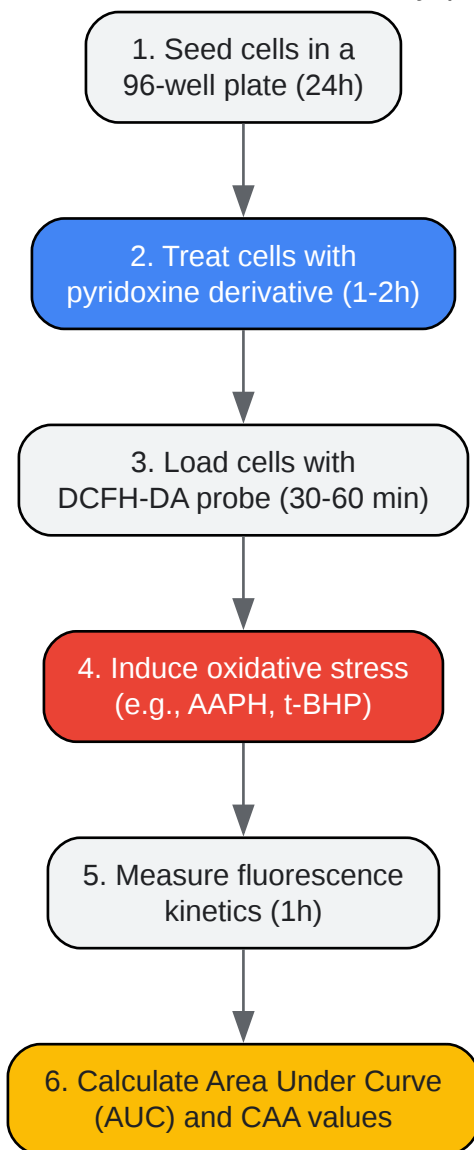 1. Seed cells in a
96-well plate (24h)
2. Treat cells with
pyridoxine derivative (1-2h)
3. Load cells with
DCFH-DA probe (30-60 min)
4. Induce oxidative stress
(e.g., AAPH, t-BHP)
5. Measure fluorescence
kinetics (1h)
6. Calculate Area Under Curve
(AUC) and CAA values